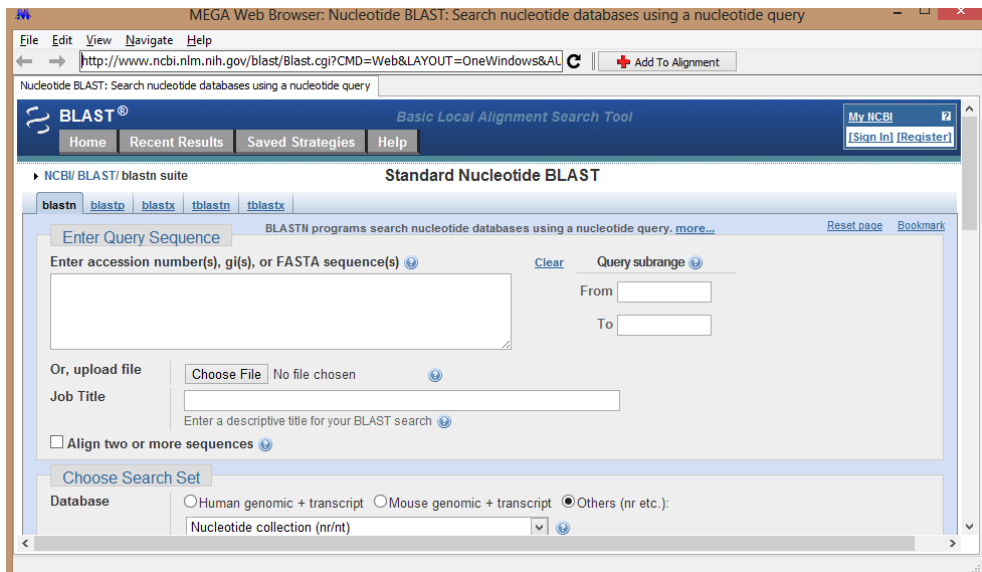 MEGA Web Browser: Nucleotide BLAST: Search nucleotide databases using a nucleotide query
File Edit View Navigate Help
http://www.ncbi.nlm.nih.gov/blast/Blast.cgi?CMD=Web&LAYOUT=OneWindows&AU Add To Alignment
Nucleotide BLAST: Search nucleotide databases using a nucleotide query
BLAST® Basic Local Alignment Search Tool My NCBI ?
Home Recent Results Saved Strategies Help [Sign In] [Register]
NCBI/ BLAST/ blastn suite Standard Nucleotide BLAST
blastn blastp blastx tblastn tblastx
BLASTN programs search nucleotide databases using a nucleotide query. more... Reset page Bookmark
Enter Query Sequence
Enter accession number(s), gi(s), or FASTA sequence(s) Clear Query subrange
From
To
Or, upload file Choose File No file chosen
Job Title
Enter a descriptive title for your BLAST search
Align two or more sequences
Choose Search Set
Database Human genomic + transcript Mouse genomic + transcript Others (nr etc.):
Nucleotide collection (nr/nt)